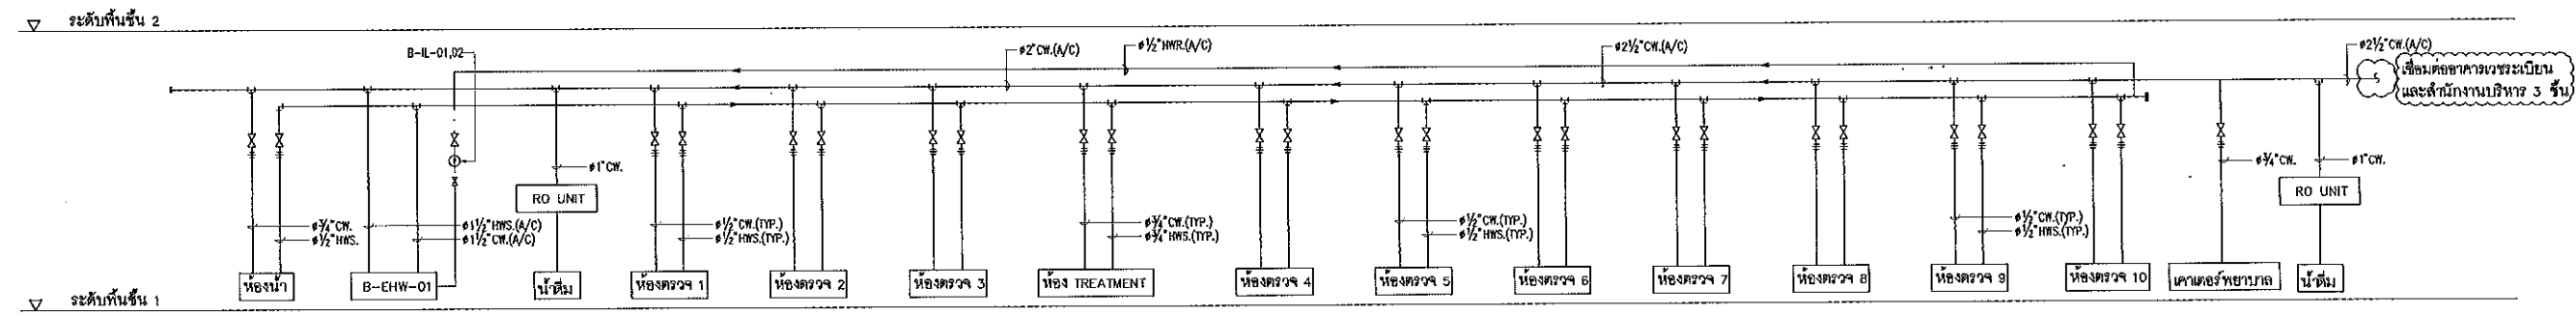 ระดับพื้นชั้น 2
B-IL-01,02
ø2"CW.(A/C)
ø½"HWR.(A/C)
ø2½"CW.(A/C)
ø2½"CW.(A/C)
S
เชื่อมต่ออาคารเวชระเบียน
และสำนักงานบริหาร 3 ชั้น
ø1"CW.
ø¾"CW.
ø1"CW.
RO UNIT
RO UNIT
ø¾"CW.
ø½"HWS.
ø1½"HWS.(A/C)
ø1½"CW.(A/C)
ø½"CW.(TYP.)
ø½"HWS.(TYP.)
ø¾"CW.(TYP.)
ø¾"HWS.(TYP.)
ø½"CW.(TYP.)
ø½"HWS.(TYP.)
ø½"CW.(TYP.)
ø½"HWS.(TYP.)
ห้องน้ำ
B-EHW-01
น้ำดื่ม
ห้องตรวจ 1
ห้องตรวจ 2
ห้องตรวจ 3
ห้อง TREATMENT
ห้องตรวจ 4
ห้องตรวจ 5
ห้องตรวจ 6
ห้องตรวจ 7
ห้องตรวจ 8
ห้องตรวจ 9
ห้องตรวจ 10
เคาเตอร์พยาบาล
น้ำดื่ม
ระดับพื้นชั้น 1